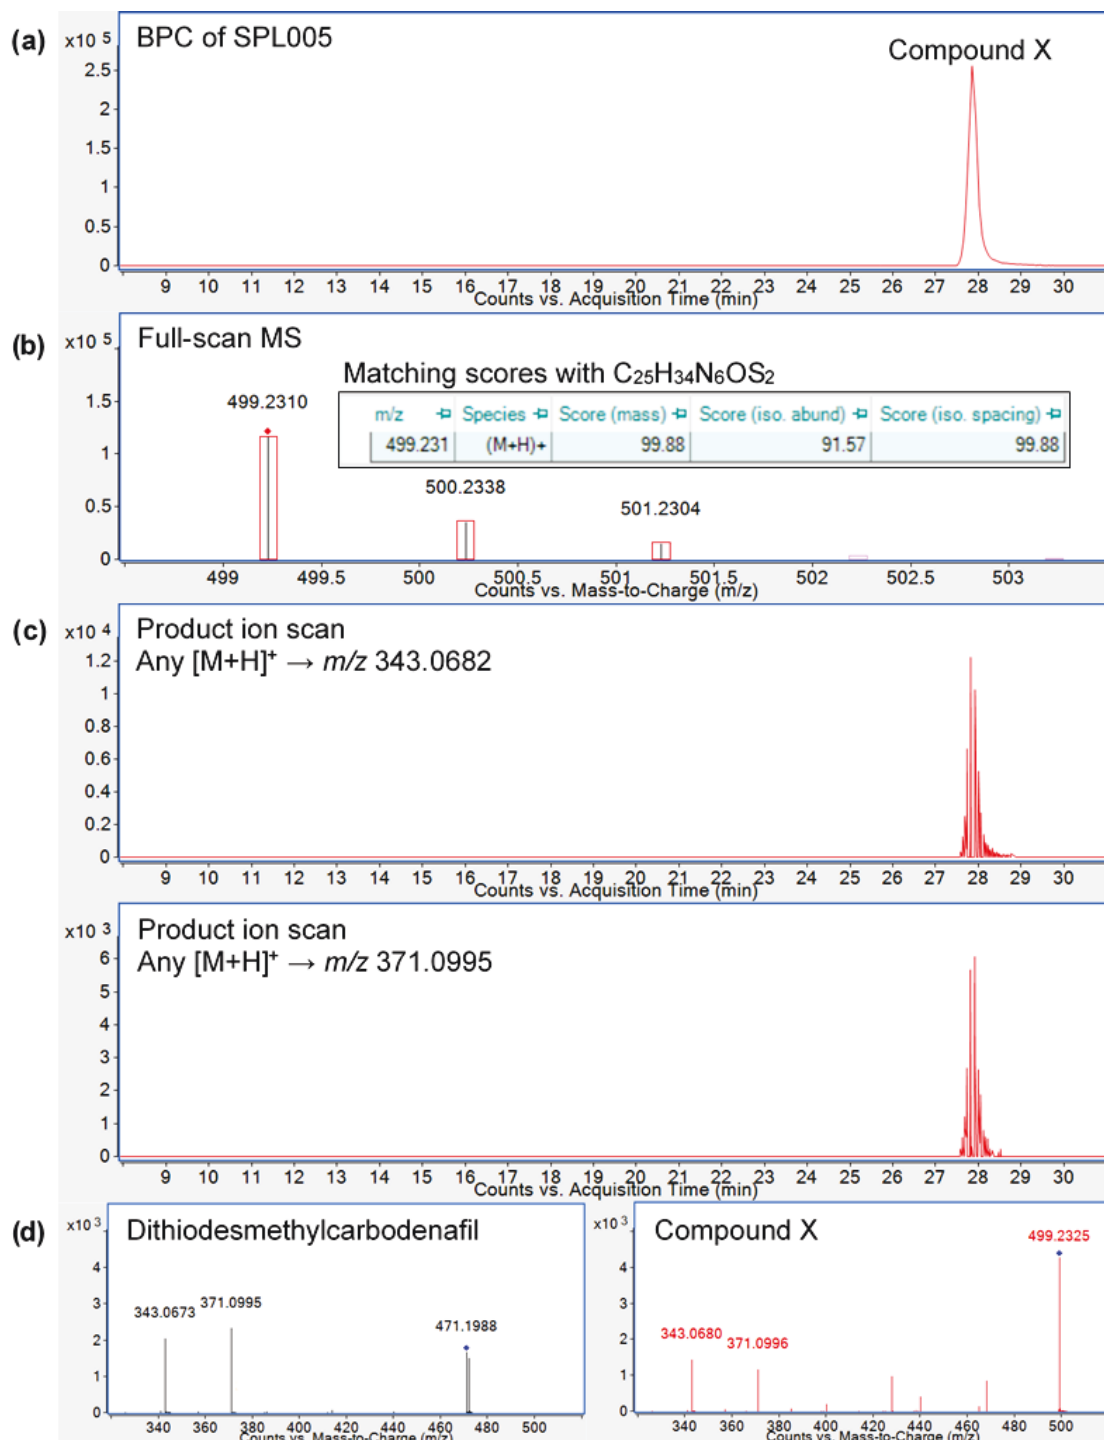 (a)
x10 5
BPC of SPL005
Compound X
2.5
2
1.5
1
0.5
0
9 10 11 12 13 14 15 16 17 18 19 20 21 22 23 24 25 26 27 28 29 30
Counts vs. Acquisition Time (min)
(b)
x10 5
Full-scan MS
Matching scores with C₂₅H₃₄N₆OS₂
m/z Species Score (mass) Score (iso. abund) Score (iso. spacing)
499.231 (M+H)+ 99.88 91.57 99.88
499.2310
500.2338
501.2304
1.5
1
0.5
0
499 499.5 500 500.5 501 501.5 502 502.5 503
Counts vs. Mass-to-Charge (m/z)
(c)
x10 4
Product ion scan
Any [M+H]⁺ → m/z 343.0682
1.2
1
0.8
0.6
0.4
0.2
0
9 10 11 12 13 14 15 16 17 18 19 20 21 22 23 24 25 26 27 28 29 30
Counts vs. Acquisition Time (min)
x10 3
Product ion scan
Any [M+H]⁺ → m/z 371.0995
6
5
4
3
2
1
0
9 10 11 12 13 14 15 16 17 18 19 20 21 22 23 24 25 26 27 28 29 30
Counts vs. Acquisition Time (min)
(d)
x10 3
Dithiodesmethylcarbodenafil
343.0673
371.0995
471.1988
4
3
2
1
0
340 360 380 400 420 440 460 480 500
Counts vs. Mass-to-Charge (m/z)
x10 3
Compound X
499.2325
343.0680
371.0996
4
3
2
1
0
340 360 380 400 420 440 460 480 500
Counts vs. Mass-to-Charge (m/z)